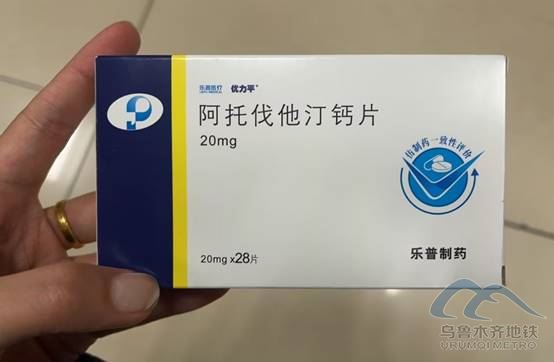 乐普医疗 优力平®
LEPU MEDICAL
阿托伐他汀钙片
20mg
仿制药一致性评价
20mg x28片
乐普制药
乌鲁木齐地铁
URUMQI METRO